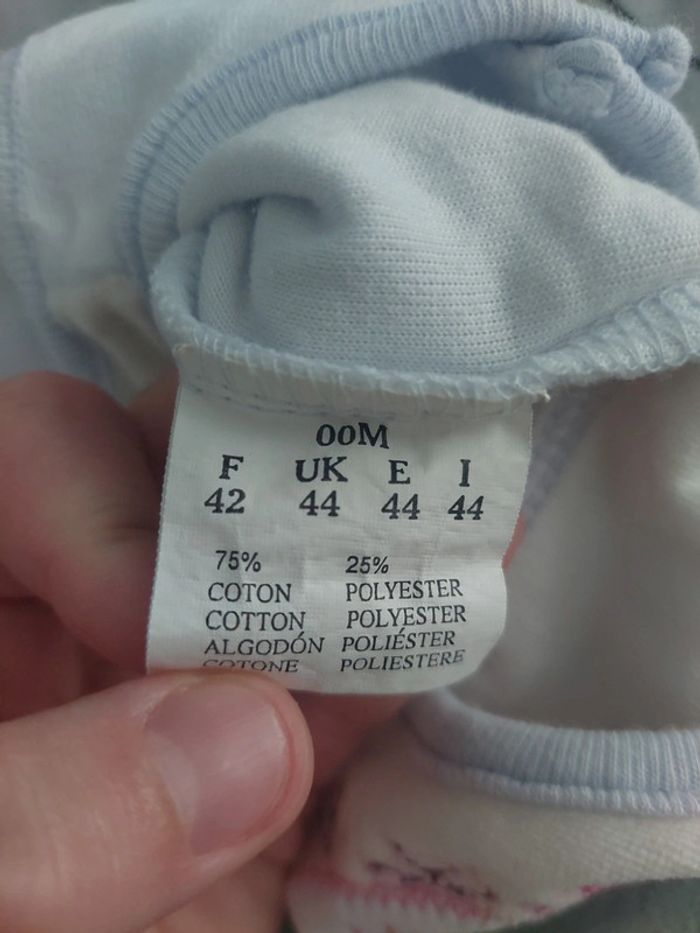 00M
F UK E I
42 44 44 44
75% 25%
COTON POLYESTER
COTTON POLYESTER
ALGODÓN POLIÉSTER
COTONE POLIESTERE